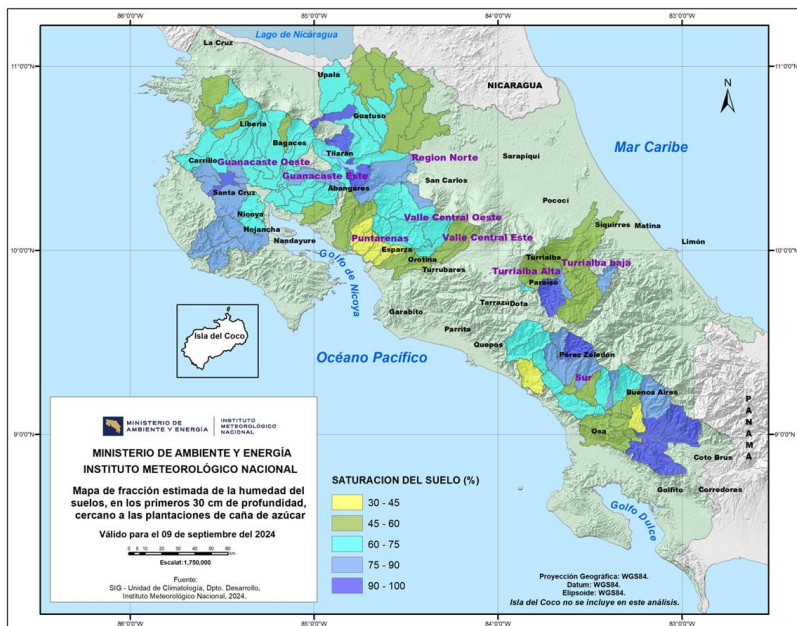 86°0'0"W
85°0'0"W
84°0'0"W
83°0'0"W
11°0'0"N
10°0'0"N
9°0'0"N
11°0'0"N
10°0'0"N
9°0'0"N
Lago de Nicaragua
La Cruz
Upala
NICARAGUA
N
Guatuso
Liberia
Bagaces
Mar Caribe
Tilarán
Carrillo
Guanacaste Oeste
Region Norte
Sarapiquí
Guanacaste Este
San Carlos
Santa Cruz
Abangares
Pococí
Nicoya
Valle Central Oeste
Siquirres
Matina
Hojancha
Puntarenas
Valle Central Este
Limón
Nandayure
Esparza
Golfo de Nicoya
Orotina
Turrialba
Turrialba baja
Turrubares
Turrialba Alta
Paraíso
Tarrazú
Dota
Garabito
Isla del Coco
Parrita
Océano Pacífico
Quepos
Pérez Zeledón
Sur
Buenos Aires
PANAMA
Osa
Coto Brus
Golfito
Corredores
Golfo Dulce
MINISTERIO DE
AMBIENTE Y ENERGÍA
INSTITUTO
METEOROLÓGICO
NACIONAL
MINISTERIO DE AMBIENTE Y ENERGÍA
INSTITUTO METEOROLÓGICO NACIONAL
Mapa de fracción estimada de la humedad del
suelos, en los primeros 30 cm de profundidad,
cercano a las plantaciones de caña de azúcar
Válido para el 09 de septiembre del 2024
0 10 20 30 40 50 60
km
Escalat:1,750,000
Fuente:
SIG - Unidad de Climatología, Dpto. Desarrollo,
Instituto Meteorológico Nacional, 2024.
SATURACION DEL SUELO (%)
30 - 45
45 - 60
60 - 75
75 - 90
90 - 100
Proyección Geográfica: WGS84.
Datum: WGS84.
Elipsoide: WGS84.
Isla del Coco no se incluye en este análisis.
86°0'0"W
85°0'0"W
84°0'0"W
83°0'0"W